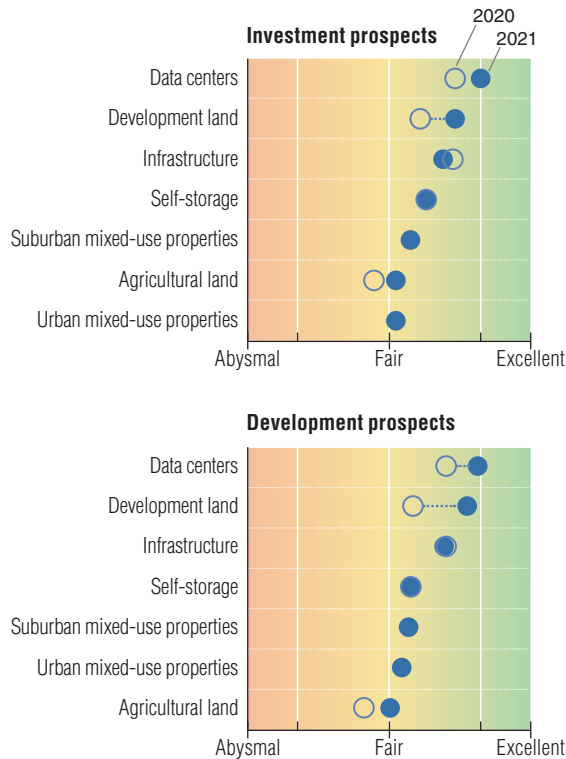 2020
Investment prospects
2021
Data centers
Development land
Infrastructure
Self-storage
Suburban mixed-use properties
Agricultural land
Urban mixed-use properties
Abysmal Fair Excellent
Development prospects
Data centers
Development land
Infrastructure
Self-storage
Suburban mixed-use properties
Urban mixed-use properties
Agricultural land
Abysmal Fair Excellent